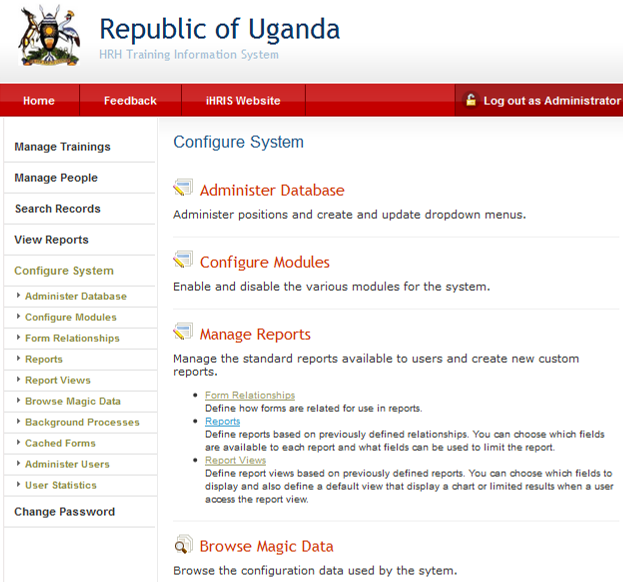 Republic of Uganda
HRH Training Information System
Home
Feedback
iHRIS Website
Log out as Administrator
Manage Trainings
Manage People
Search Records
View Reports
Configure System
Administer Database
Configure Modules
Form Relationships
Reports
Report Views
Browse Magic Data
Background Processes
Cached Forms
Administer Users
User Statistics
Change Password
Configure System
Administer Database
Administer positions and create and update dropdown menus.
Configure Modules
Enable and disable the various modules for the system.
Manage Reports
Manage the standard reports available to users and create new custom
reports.
Form Relationships
Define how forms are related for use in reports.
Reports
Define reports based on previously defined relationships. You can choose which fields
are available to each report and what fields can be used to limit the report.
Report Views
Define report views based on previously defined reports. You can choose which fields to
display and also define a default view that display a chart or limited results when a user
access the report view.
Browse Magic Data
Browse the configuration data used by the sytem.